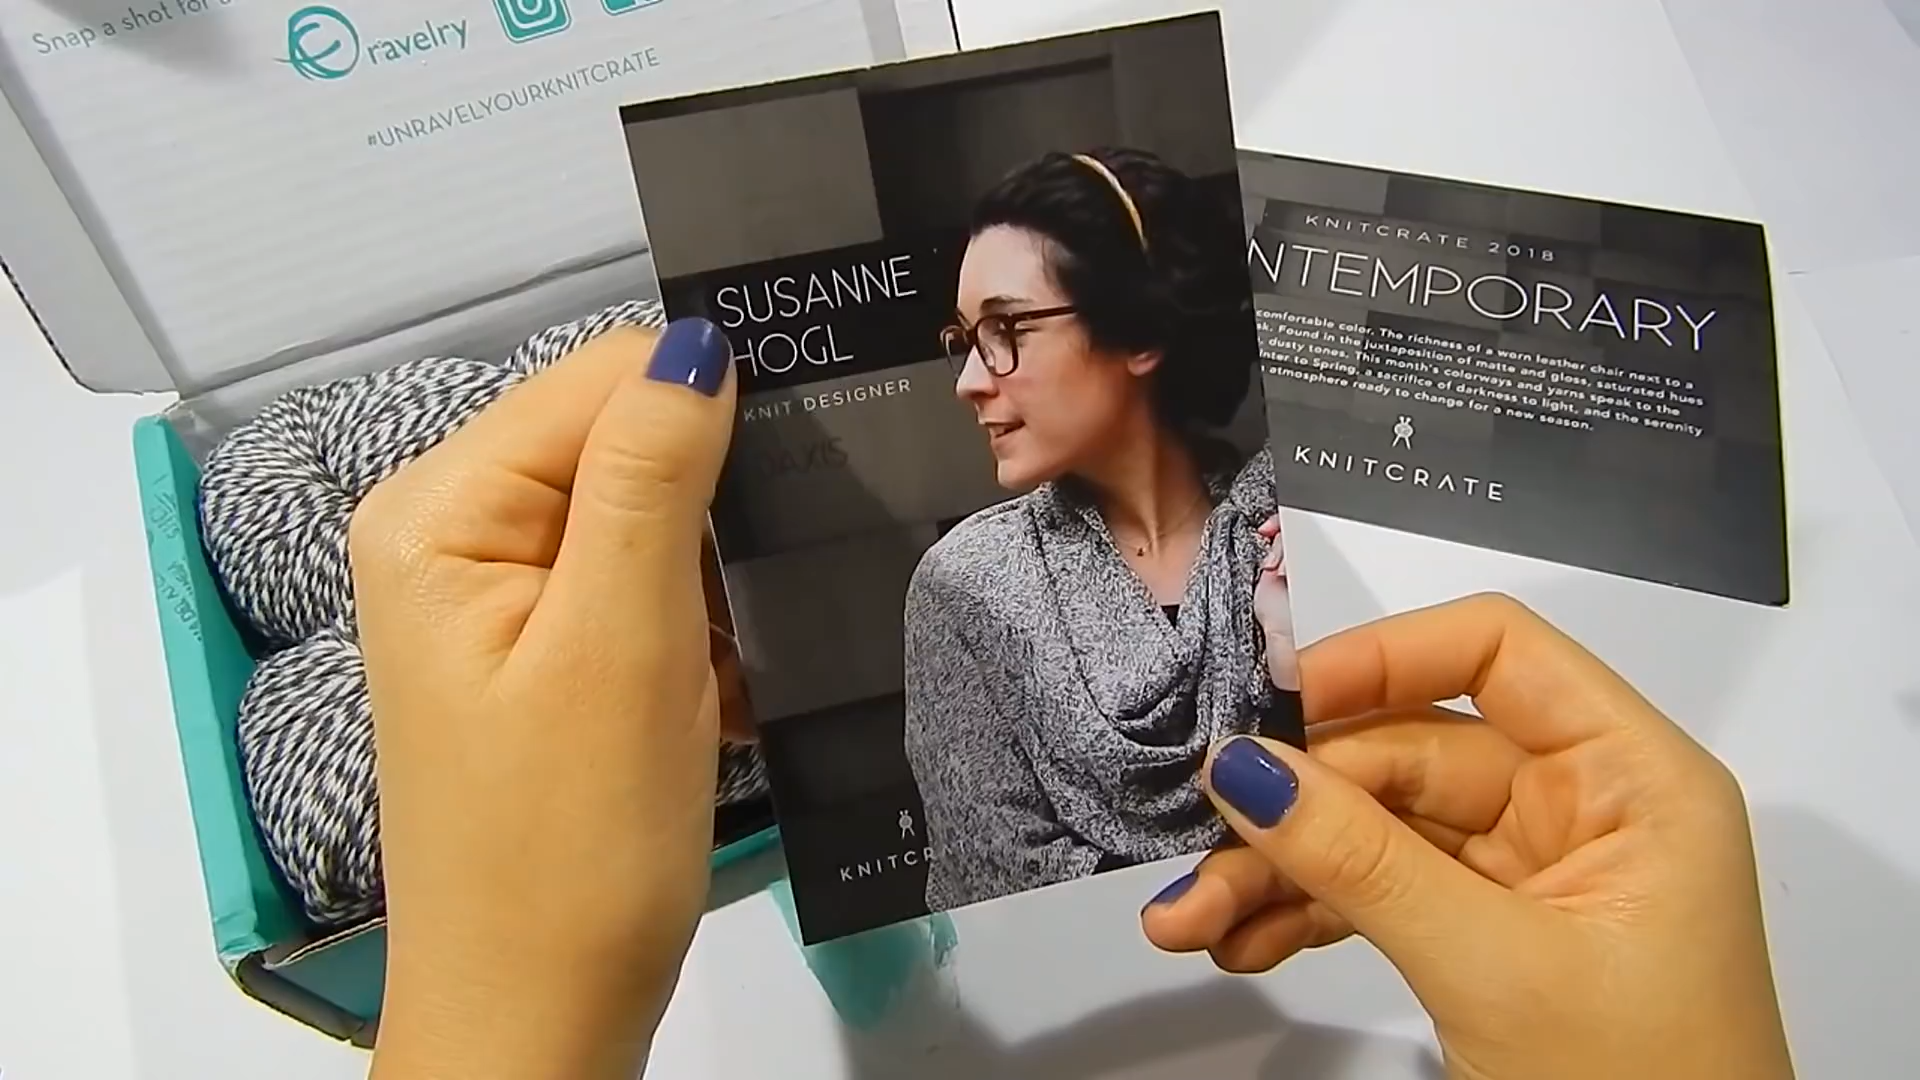 Snap a shot for
ravelry
#UNRAVELYOURKNITCRATE
SUSANNE
HOGL
KNIT DESIGNER
KNITCR
KNITCRATE 2018
NTEMPORARY
comfortable color. The richness of a worn leather chair next to a
sk. Found in the juxtaposition of matte and gloss, saturated hues
, dusty tones. This month's colorways and yarns speak to the
inter to Spring, a sacrifice of darkness to light, and the serenity
atmosphere ready to change for a new season.
KNITCRATE